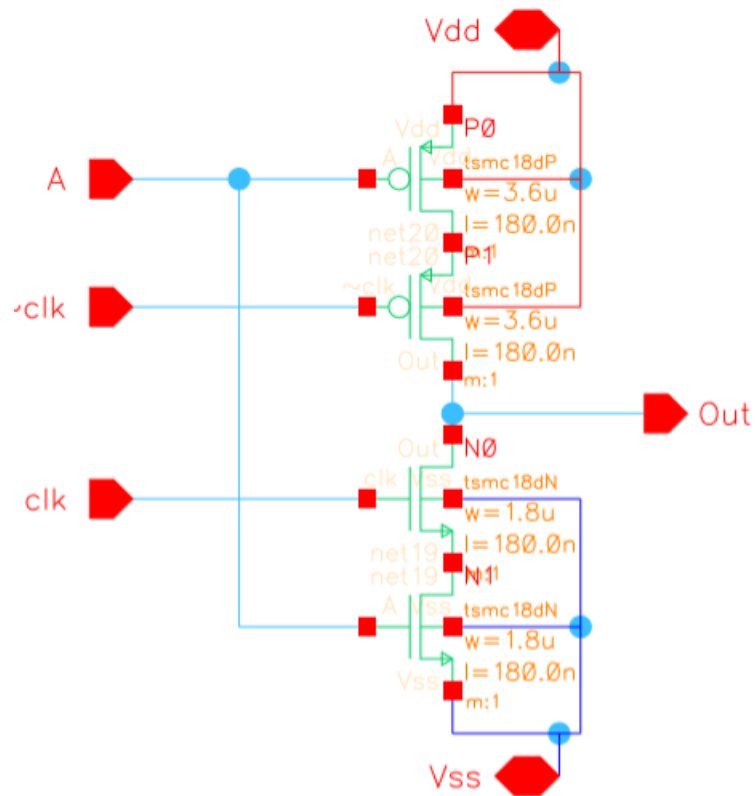 Vdd
Vdd
P0
A
A
Vdd
tsmc18dP
w=3.6u
l=180.0n
net20
m:1
net20
P1
~clk
~clk
Vdd
tsmc18dP
w=3.6u
l=180.0n
Out
m:1
Out
Out
N0
clk
clk
Vss
tsmc18dN
w=1.8u
l=180.0n
net19
m:1
net19
N1
A
Vss
tsmc18dN
w=1.8u
l=180.0n
Vss
m:1
Vss